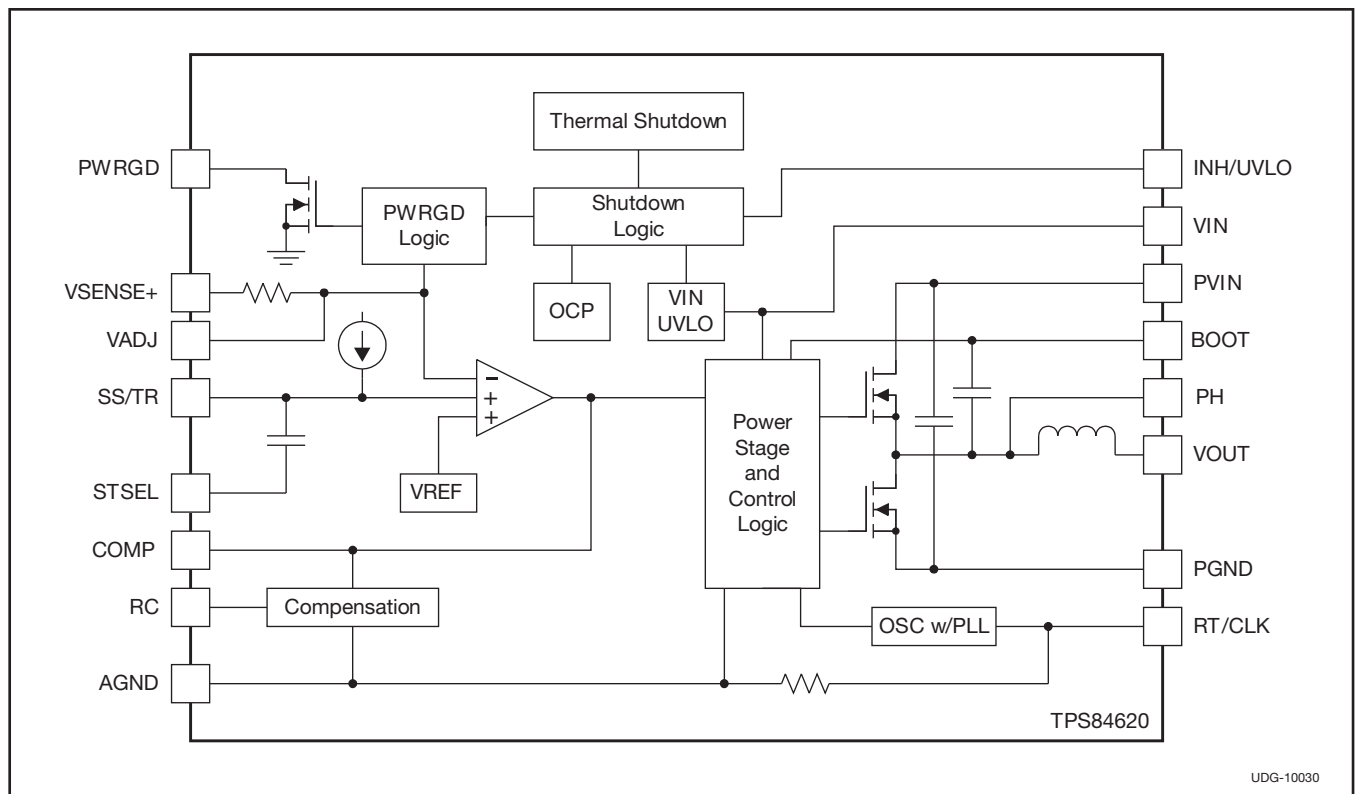 Thermal Shutdown
PWRGD
INH/UVLO
PWRGD
Logic
Shutdown
Logic
VIN
VSENSE+
OCP
VIN
UVLO
PVIN
VADJ
BOOT
SS/TR
-
+
+
Power
Stage
and
Control
Logic
PH
VOUT
STSEL
VREF
COMP
PGND
RC
Compensation
OSC w/PLL
RT/CLK
AGND
TPS84620
UDG-10030